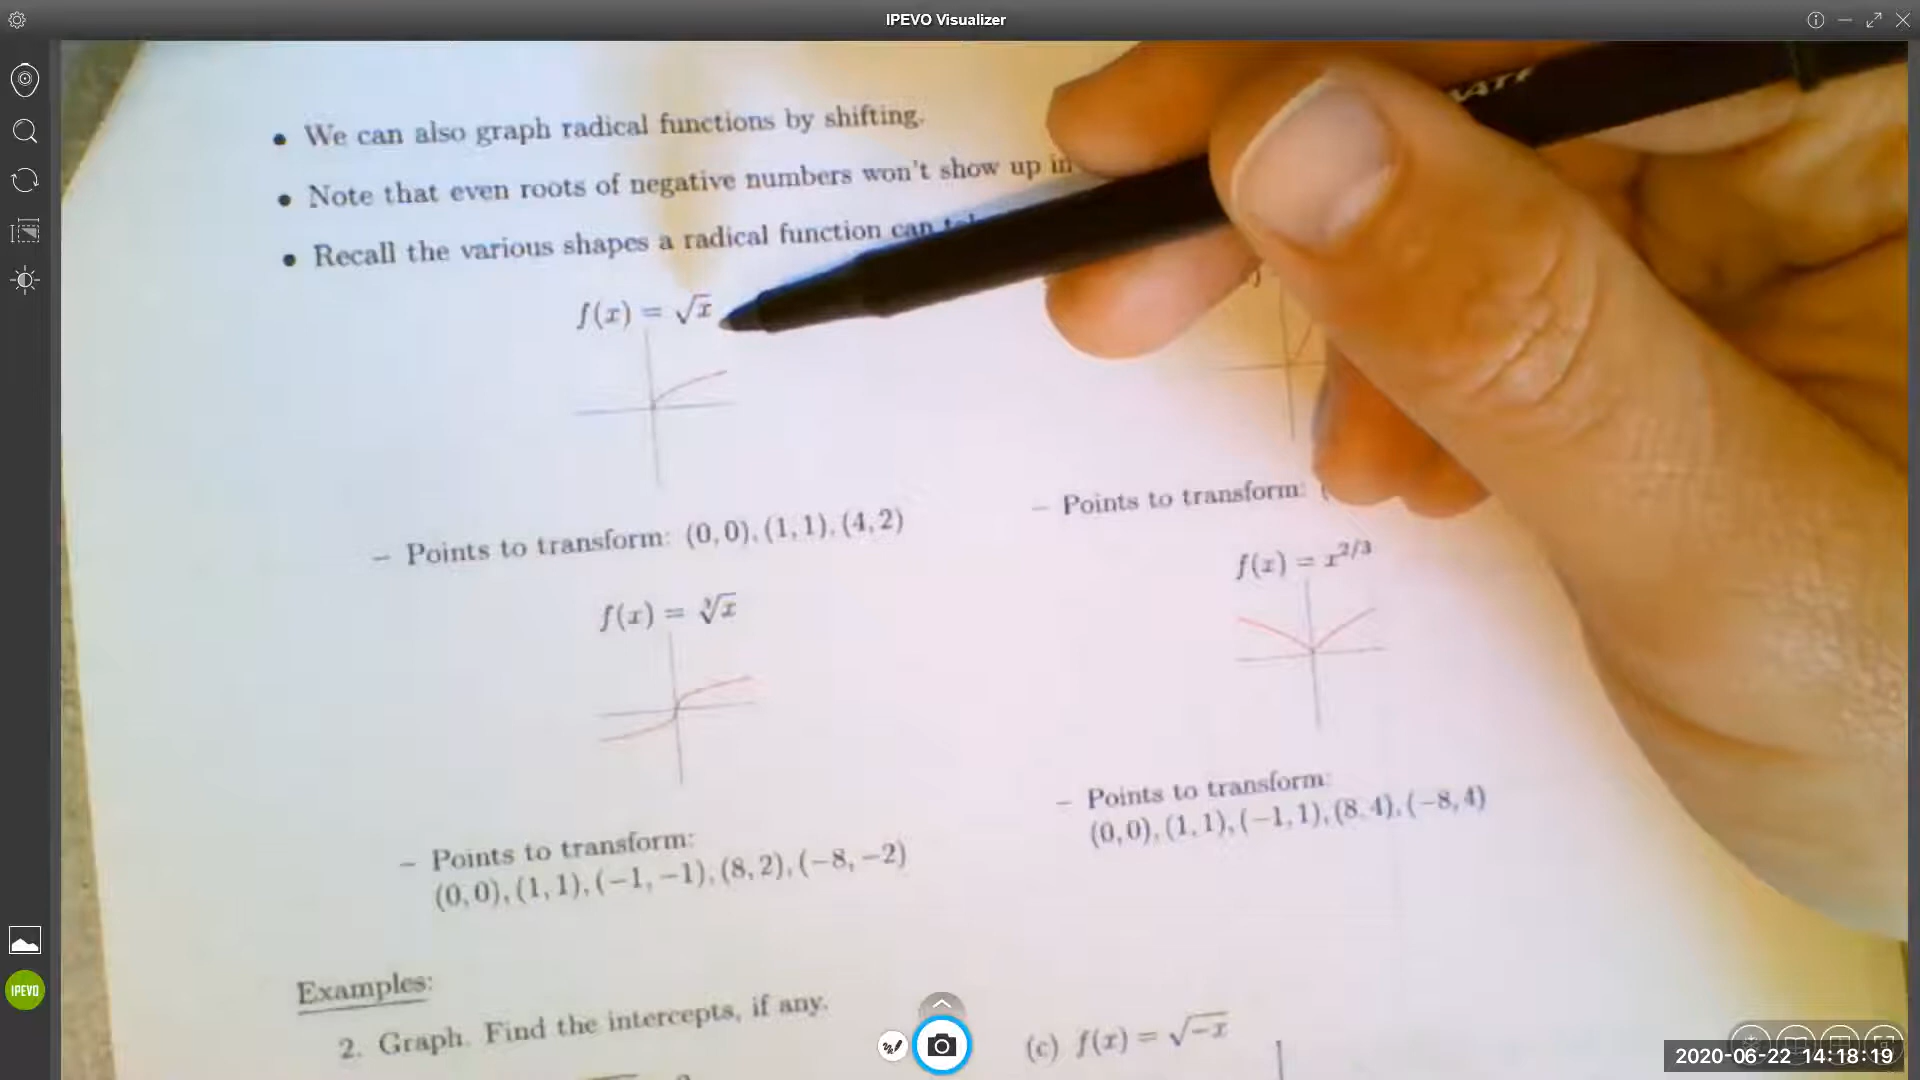 IPEVO Visualizer
• We can also graph radical functions by shifting.
• Note that even roots of negative numbers won't show up in
• Recall the various shapes a radical function can
f(x) = √x
– Points to transform: (0,0), (1,1), (4,2)
– Points to transform: (
f(x) = ∛x
f(x) = x^{2/3}
– Points to transform:
(0,0), (1,1), (−1,−1), (8,2), (−8,−2)
– Points to transform:
(0,0), (1,1), (−1,1), (8,4), (−8,4)
Examples:
2. Graph. Find the intercepts, if any.
(c) f(x) = √−x
IPEVO
2020-06-22 14:18:19